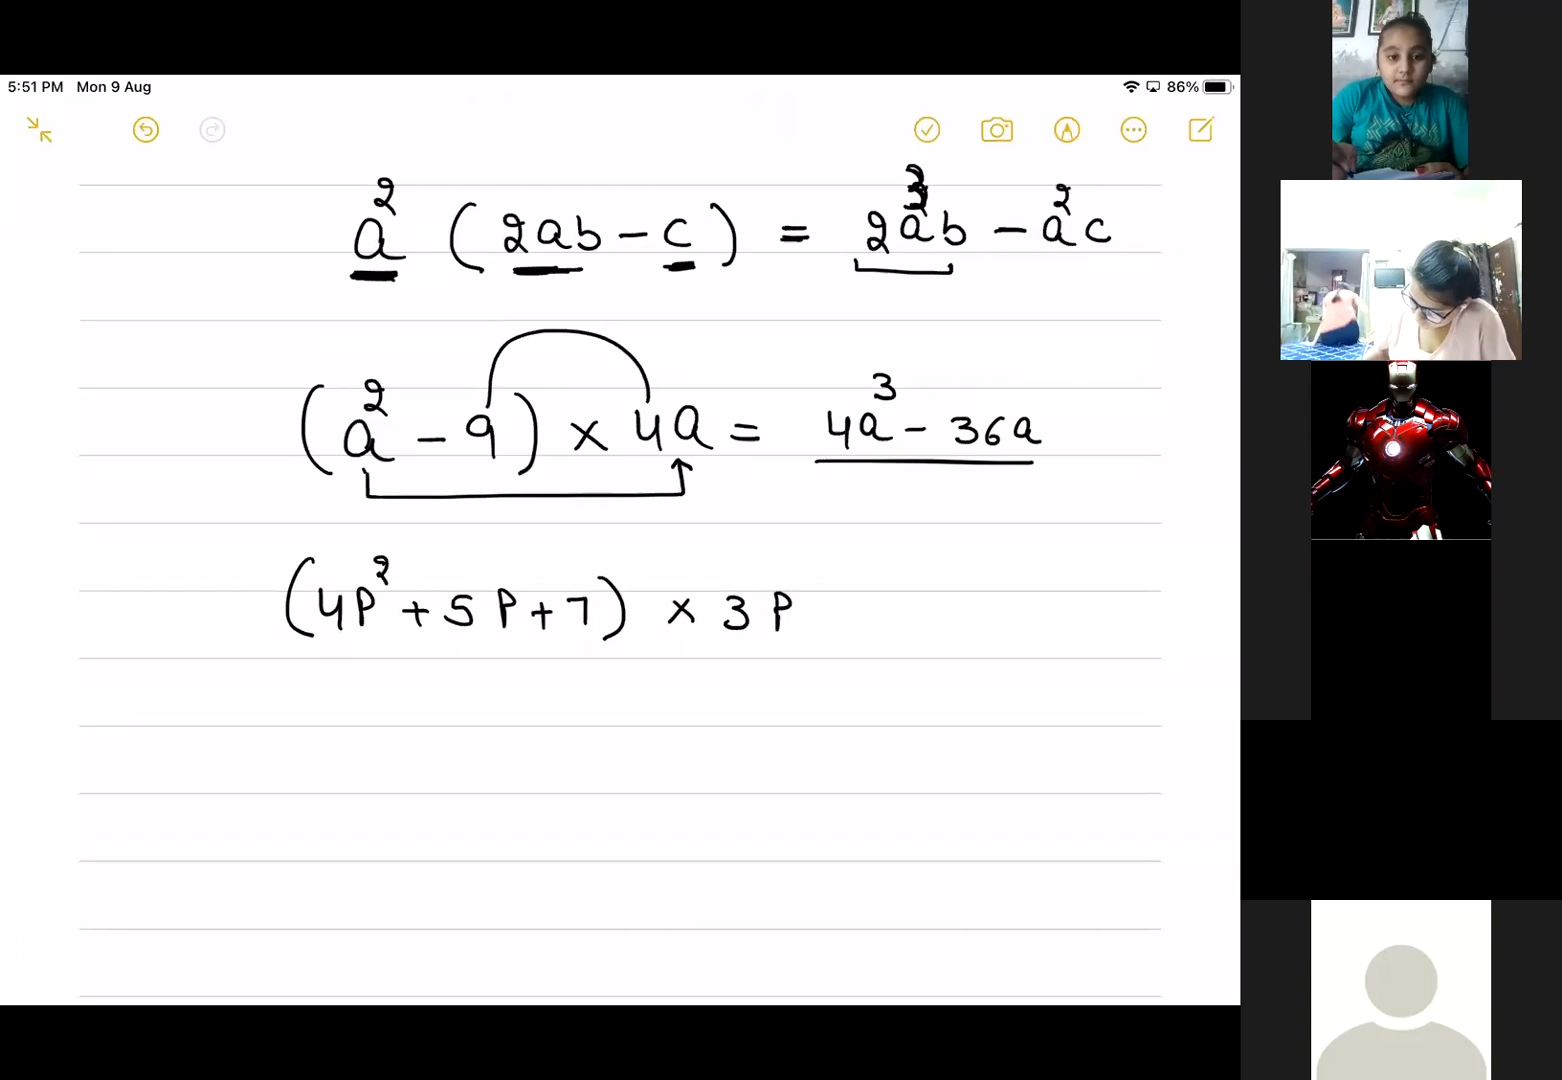 5:51 PM Mon 9 Aug 86%
a² (2ab - c) = 2a³b - a²c
(a² - 9) × 4a = 4a³ - 36a
(4p² + 5p + 7) × 3p